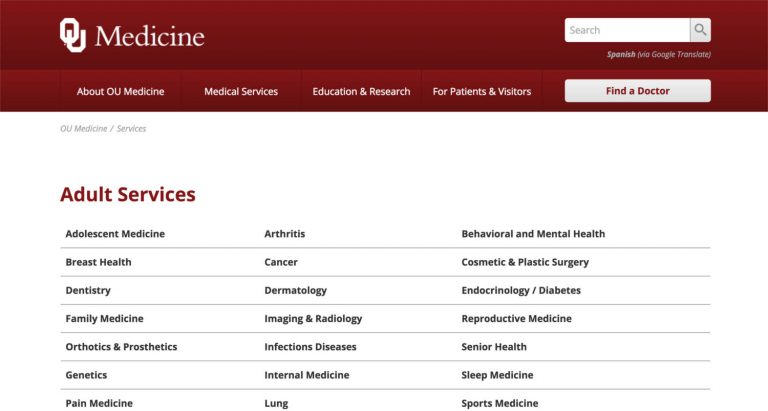 OU Medicine
Search
Spanish (via Google Translate)
About OU Medicine Medical Services Education & Research For Patients & Visitors Find a Doctor
OU Medicine / Services
Adult Services
Adolescent Medicine Arthritis Behavioral and Mental Health
Breast Health Cancer Cosmetic & Plastic Surgery
Dentistry Dermatology Endocrinology / Diabetes
Family Medicine Imaging & Radiology Reproductive Medicine
Orthotics & Prosthetics Infections Diseases Senior Health
Genetics Internal Medicine Sleep Medicine
Pain Medicine Lung Sports Medicine